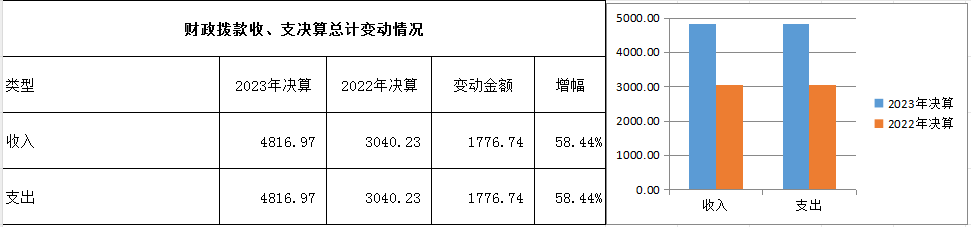 财政拨款收、支决算总计变动情况
类型 2023年决算 2022年决算 变动金额 增幅
收入 4816.97 3040.23 1776.74 58.44%
支出 4816.97 3040.23 1776.74 58.44%
5000.00
4000.00
3000.00
2000.00
1000.00
0.00
收入 支出
2023年决算
2022年决算